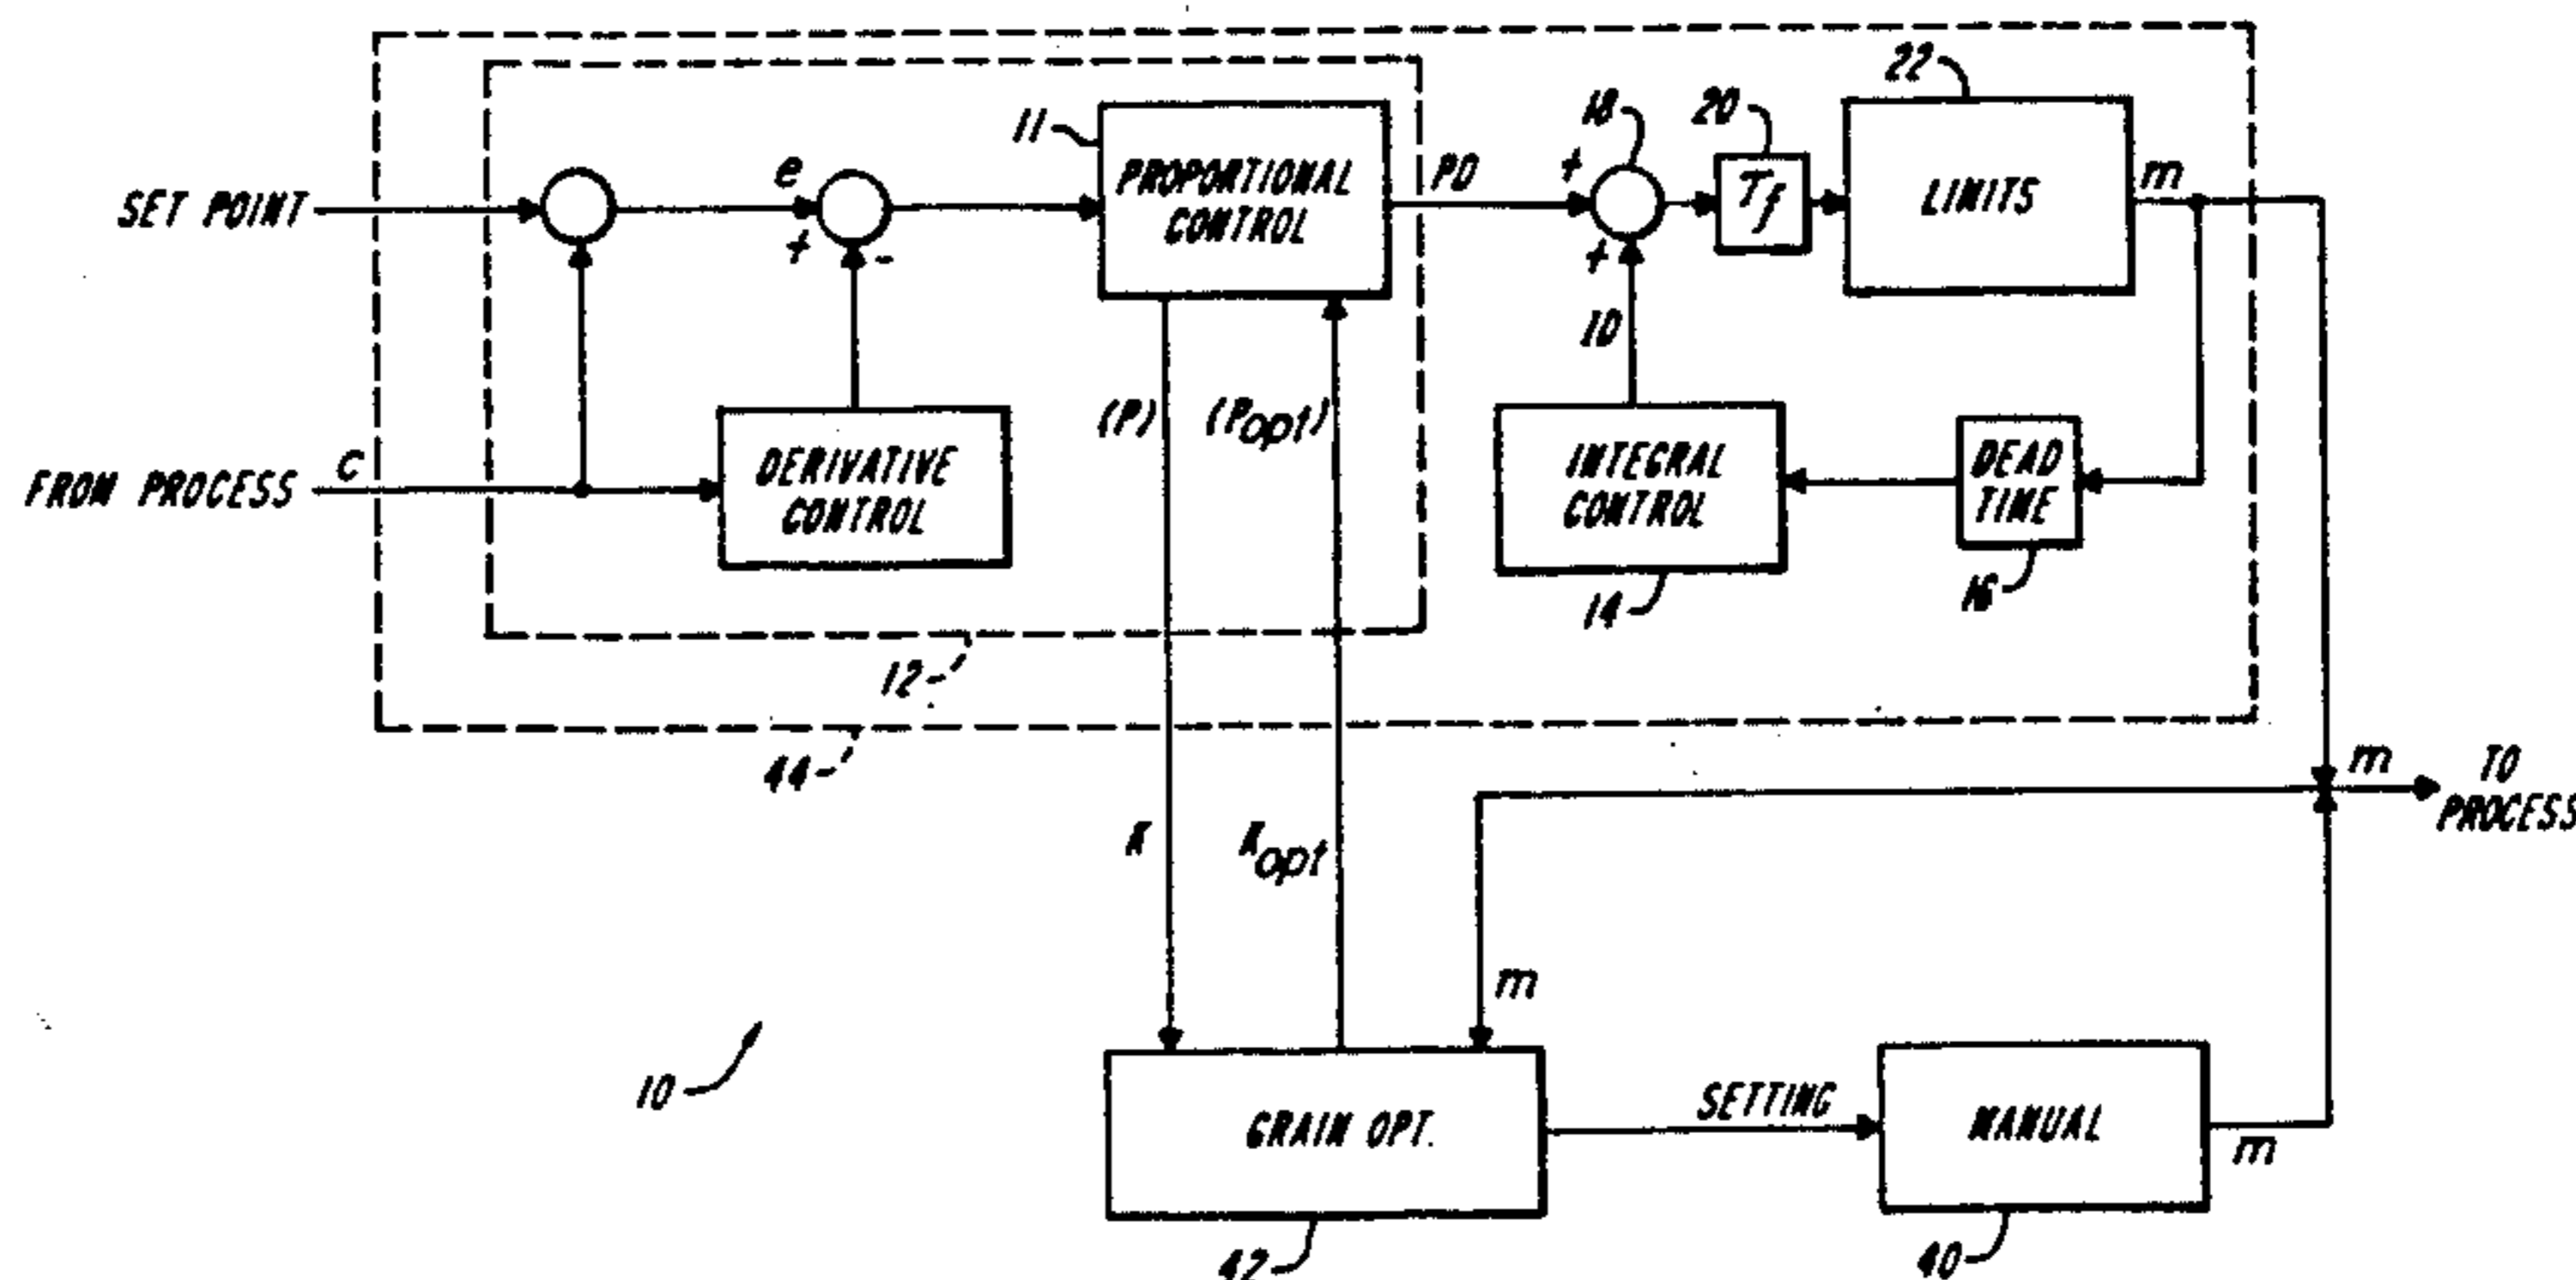 22
18
20
11
PROPORTIONAL
CONTROL
PD
+
+
Tf
LIMITS
m
SET POINT
e
+
-
ID
(P)
(Popt)
FROM PROCESS
c
DERIVATIVE
CONTROL
INTEGRAL
CONTROL
DEAD
TIME
14
16
12
44
m
TO
PROCESS
K
Kopt
m
10
GRAIN OPT.
SETTING
MANUAL
m
42
40